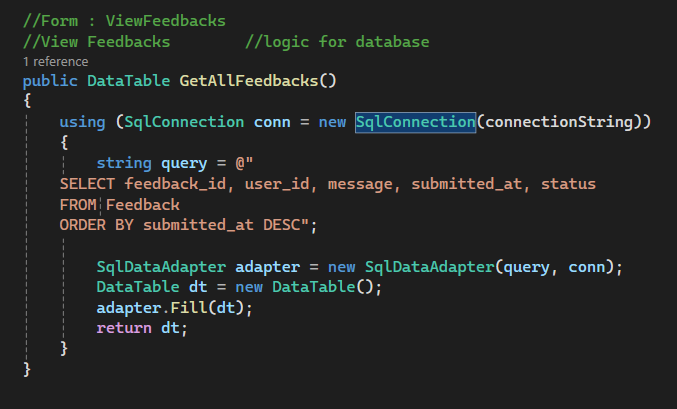 //Form : ViewFeedbacks
//View Feedbacks        //logic for database
1 reference
public DataTable GetAllFeedbacks()
{
    using (SqlConnection conn = new SqlConnection(connectionString))
    {
        string query = @"
    SELECT feedback_id, user_id, message, submitted_at, status
    FROM Feedback
    ORDER BY submitted_at DESC";
        SqlDataAdapter adapter = new SqlDataAdapter(query, conn);
        DataTable dt = new DataTable();
        adapter.Fill(dt);
        return dt;
    }
}